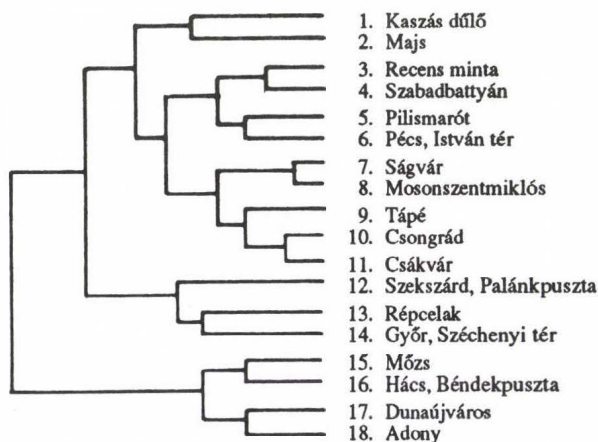 1. Kaszás dűlő
2. Majs
3. Recens minta
4. Szabadbattyán
5. Pilismarót
6. Pécs, István tér
7. Ságvár
8. Mosonszentmiklós
9. Tápé
10. Csongrád
11. Csákvár
12. Szekszárd, Palánkpuszta
13. Répcelak
14. Győr, Széchenyi tér
15. Mőzs
16. Hács, Béndekpuszta
17. Dunaújváros
18. Adony